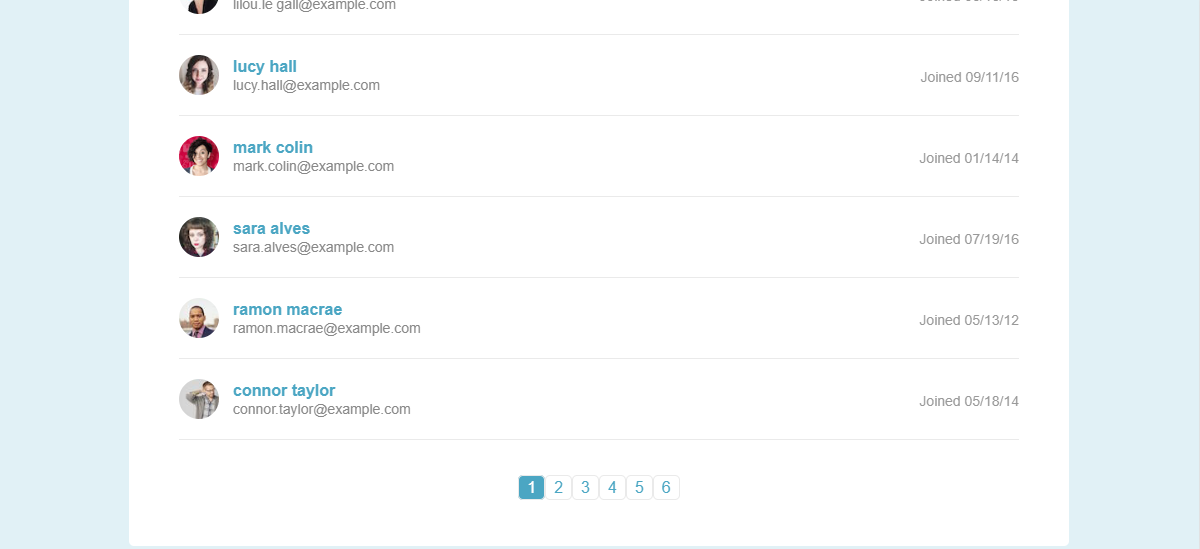 lilou.le gall@example.com
lucy hall
lucy.hall@example.com
Joined 09/11/16
mark colin
mark.colin@example.com
Joined 01/14/14
sara alves
sara.alves@example.com
Joined 07/19/16
ramon macrae
ramon.macrae@example.com
Joined 05/13/12
connor taylor
connor.taylor@example.com
Joined 05/18/14
1 2 3 4 5 6